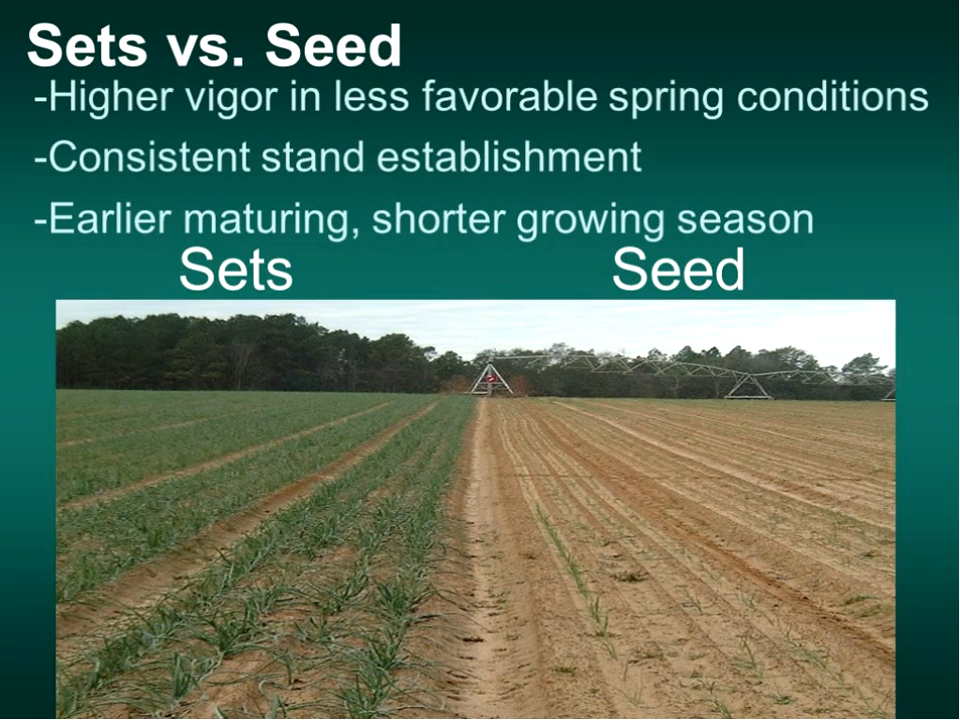 Sets vs. Seed
-Higher vigor in less favorable spring conditions
-Consistent stand establishment
-Earlier maturing, shorter growing season
Sets Seed